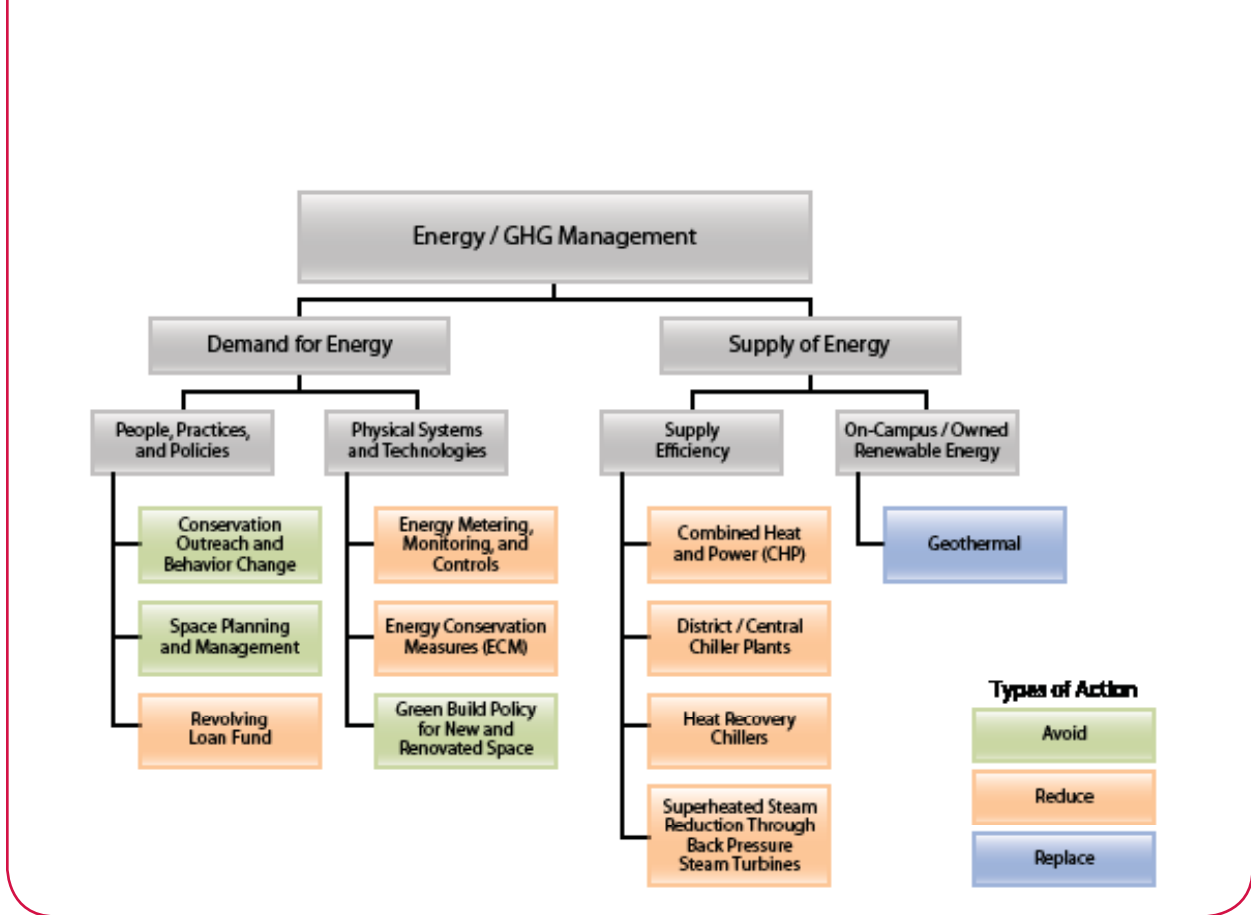 Energy / GHG Management
Demand for Energy
Supply of Energy
People, Practices,
and Policies
Physical Systems
and Technologies
Supply
Efficiency
On-Campus / Owned
Renewable Energy
Conservation
Outreach and
Behavior Change
Energy Metering,
Monitoring, and
Controls
Combined Heat
and Power (CHP)
Geothermal
Space Planning
and Management
Energy Conservation
Measures (ECM)
District / Central
Chiller Plants
Revolving
Loan Fund
Green Build Policy
for New and
Renovated Space
Heat Recovery
Chillers
Superheated Steam
Reduction Through
Back Pressure
Steam Turbines
Types of Action
Avoid
Reduce
Replace